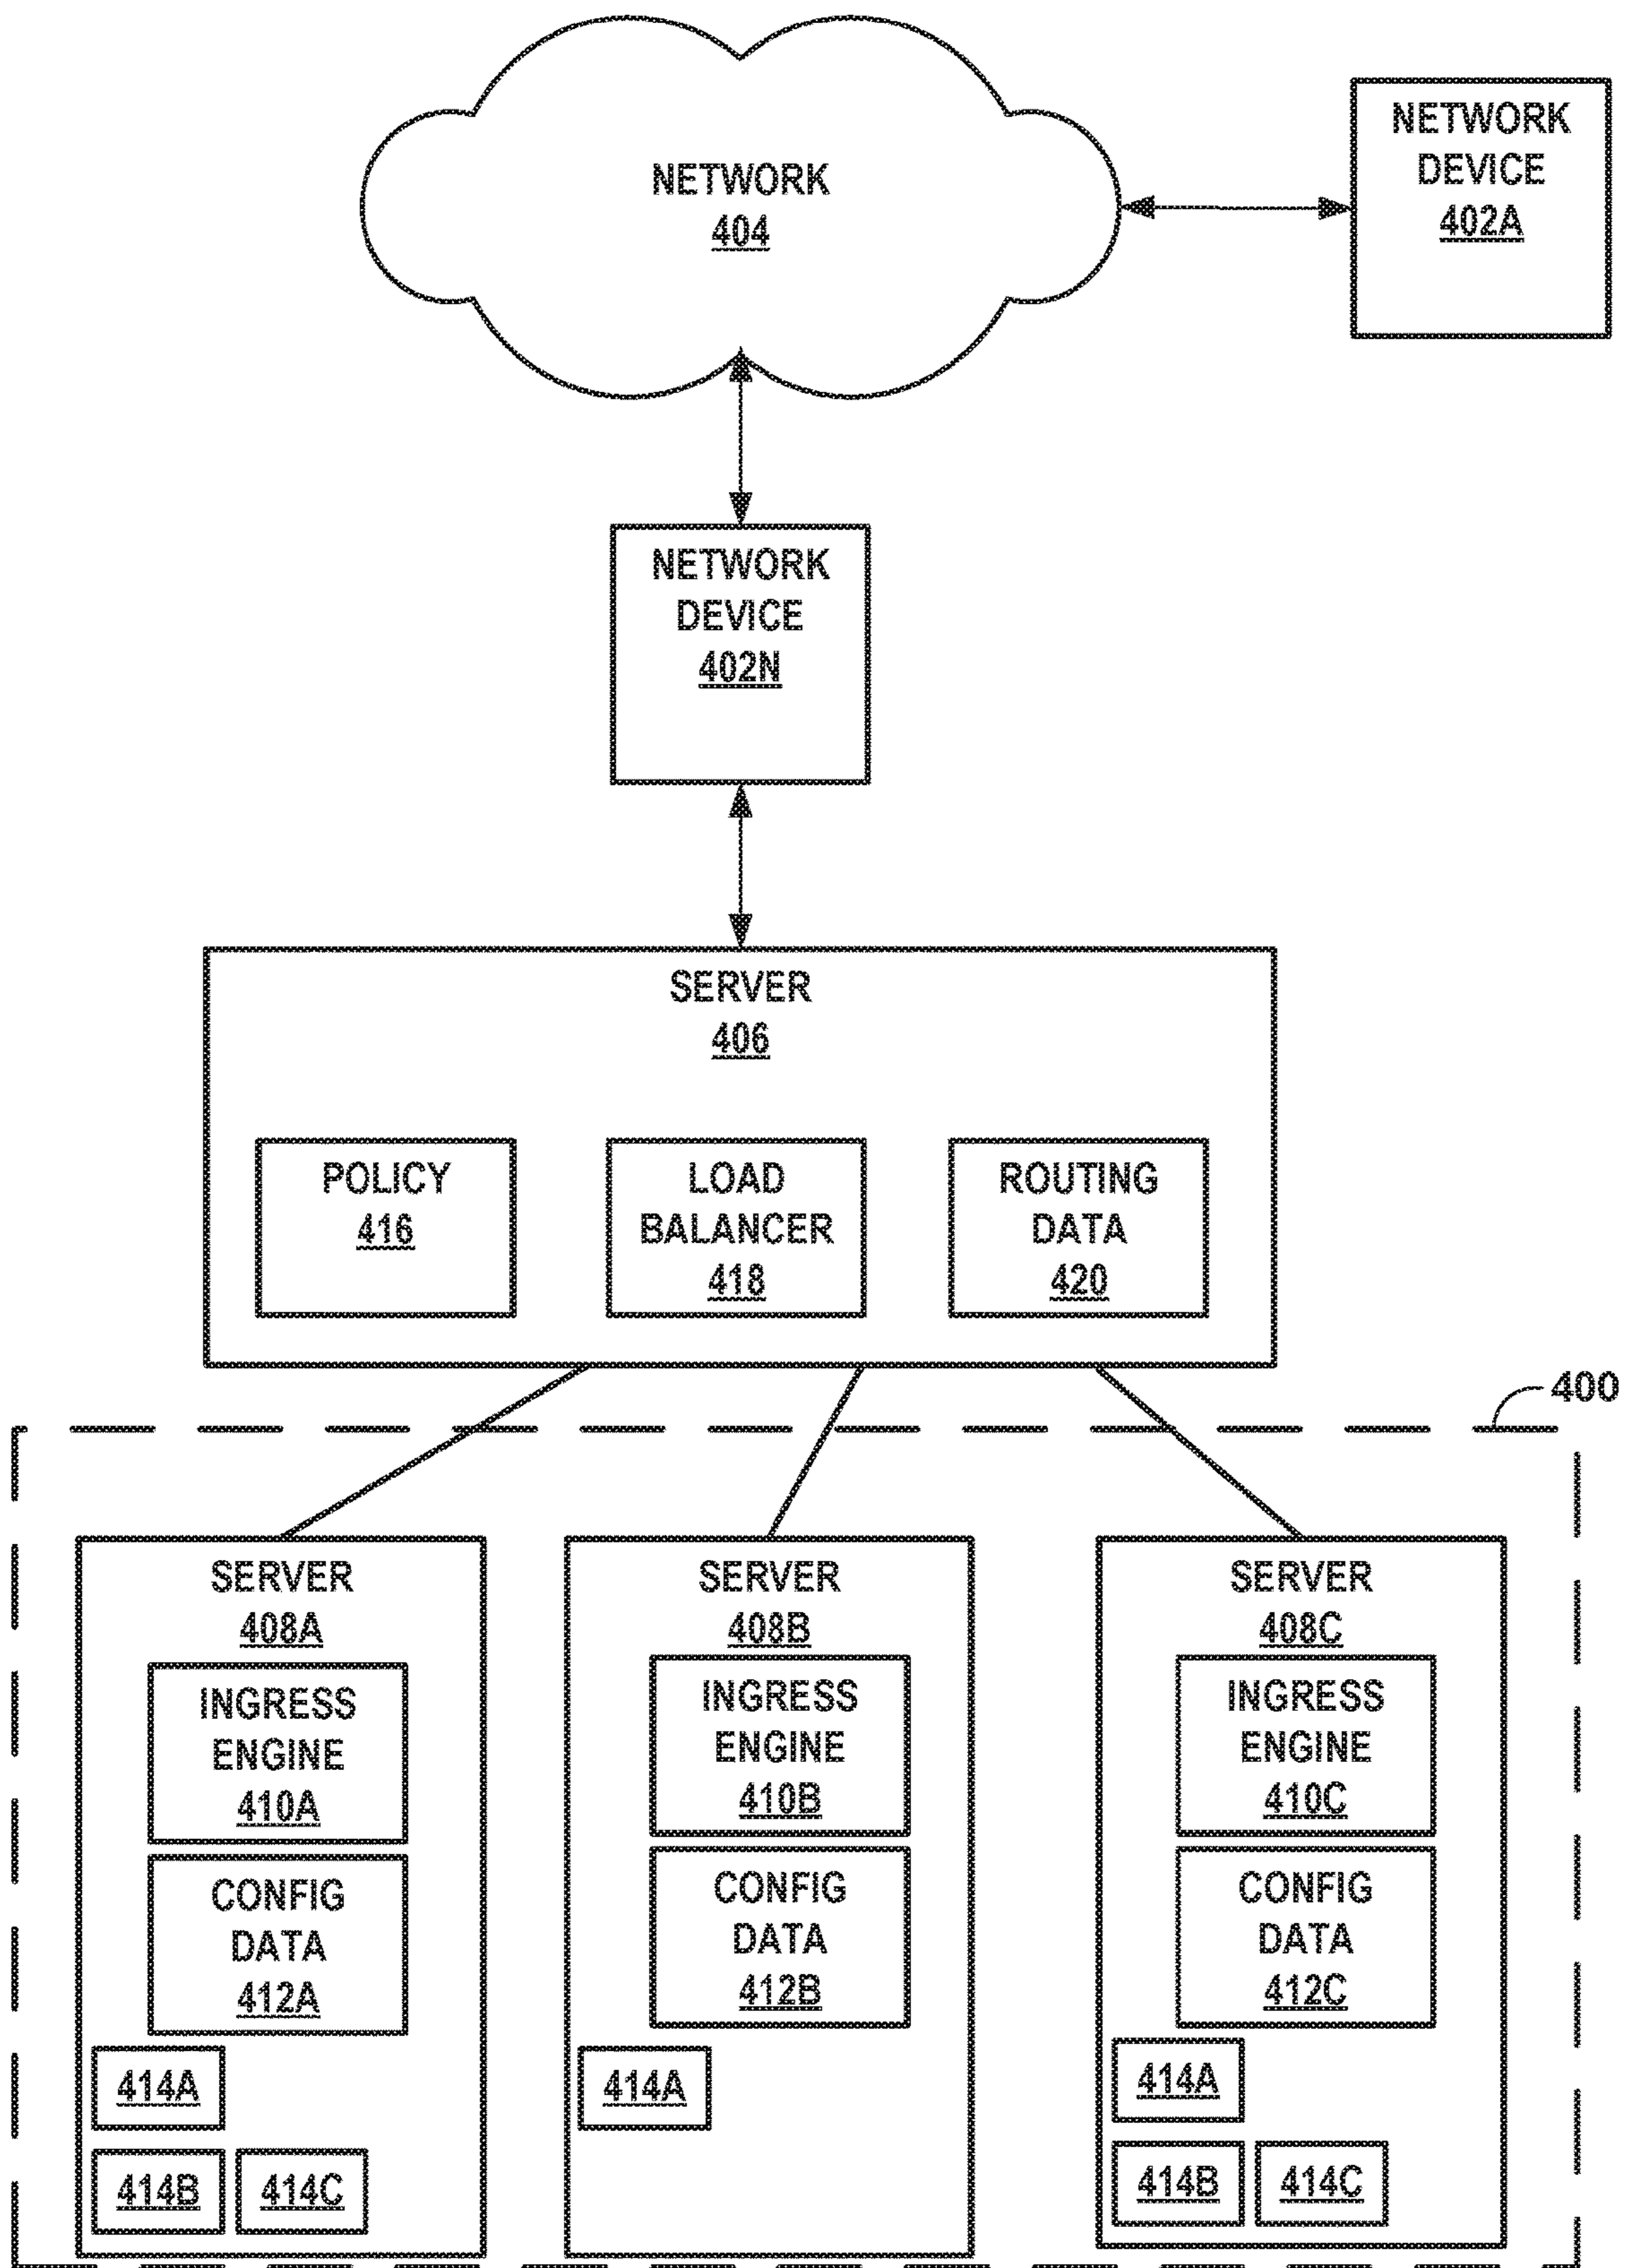 NETWORK
404
NETWORK
DEVICE
402A
NETWORK
DEVICE
402N
SERVER
406
POLICY
416
LOAD
BALANCER
418
ROUTING
DATA
420
400
SERVER
408A
INGRESS
ENGINE
410A
CONFIG
DATA
412A
414A
414B
414C
SERVER
408B
INGRESS
ENGINE
410B
CONFIG
DATA
412B
414A
SERVER
408C
INGRESS
ENGINE
410C
CONFIG
DATA
412C
414A
414B
414C